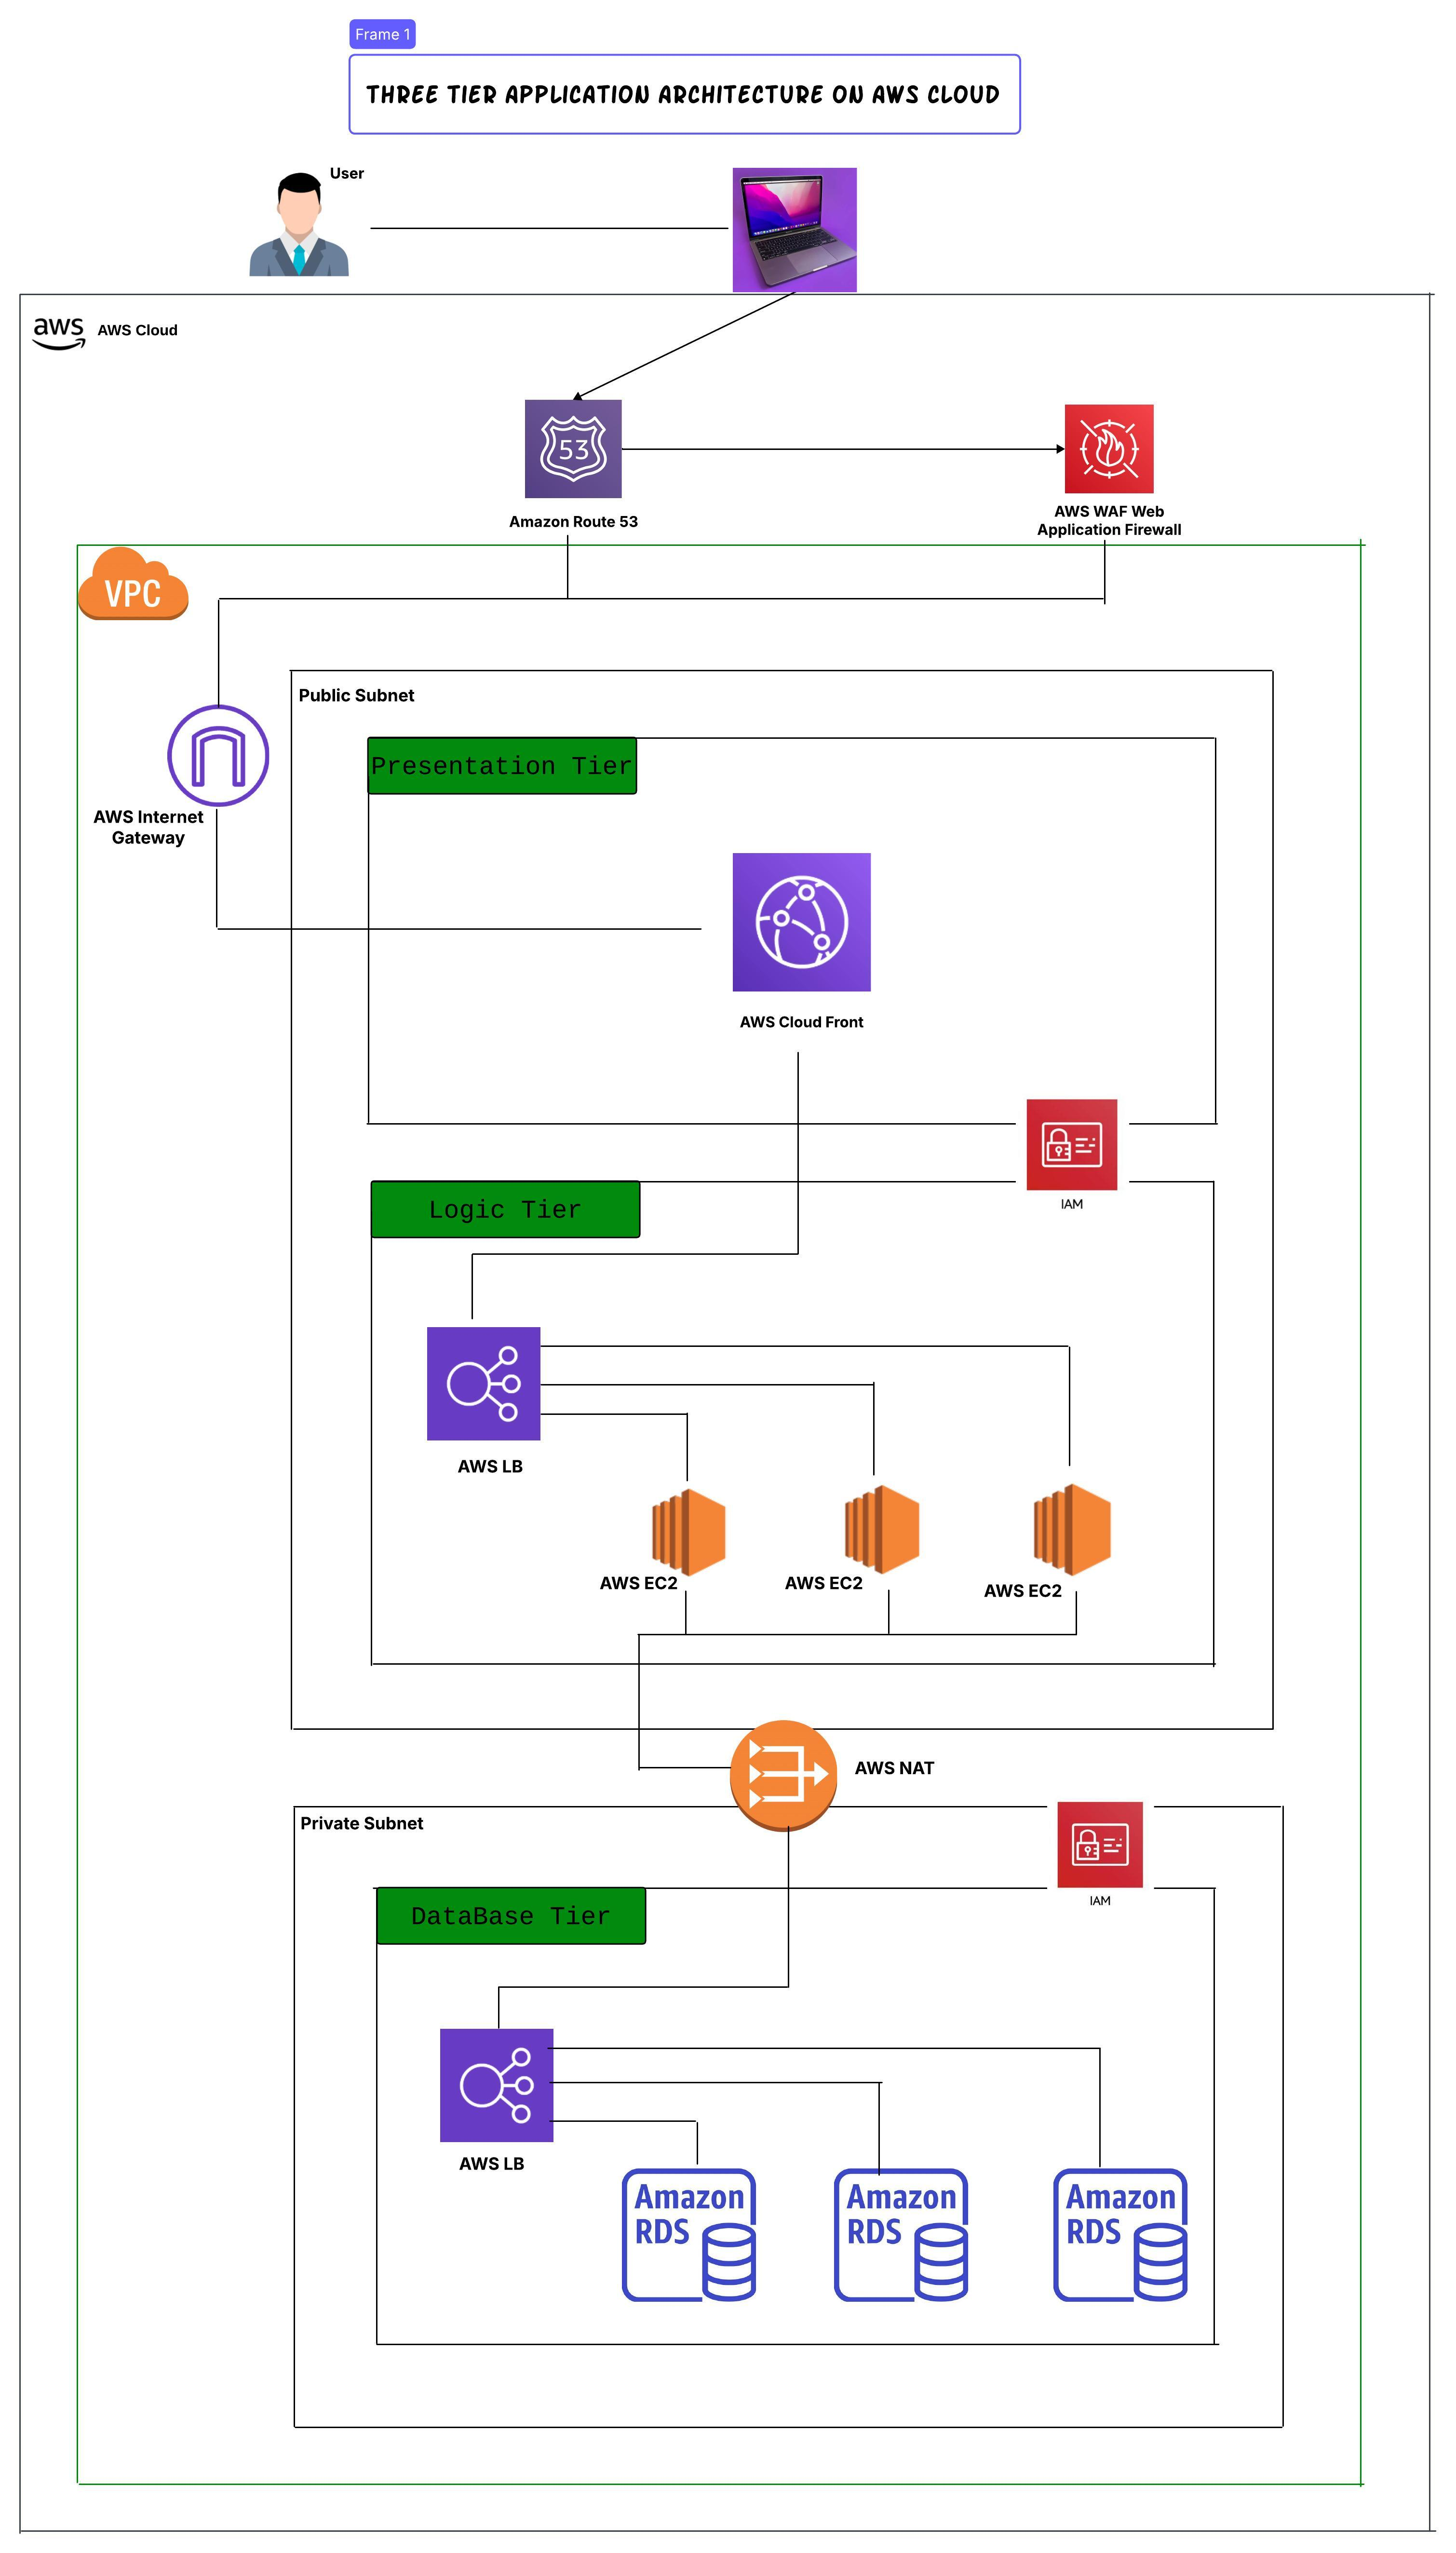 Frame 1
THREE TIER APPLICATION ARCHITECTURE ON AWS CLOUD
User
aws
AWS Cloud
53
Amazon Route 53
AWS WAF Web
Application Firewall
VPC
Public Subnet
Presentation Tier
AWS Internet
Gateway
AWS Cloud Front
IAM
Logic Tier
AWS LB
AWS EC2
AWS EC2
AWS EC2
AWS NAT
Private Subnet
IAM
DataBase Tier
AWS LB
Amazon
RDS
Amazon
RDS
Amazon
RDS